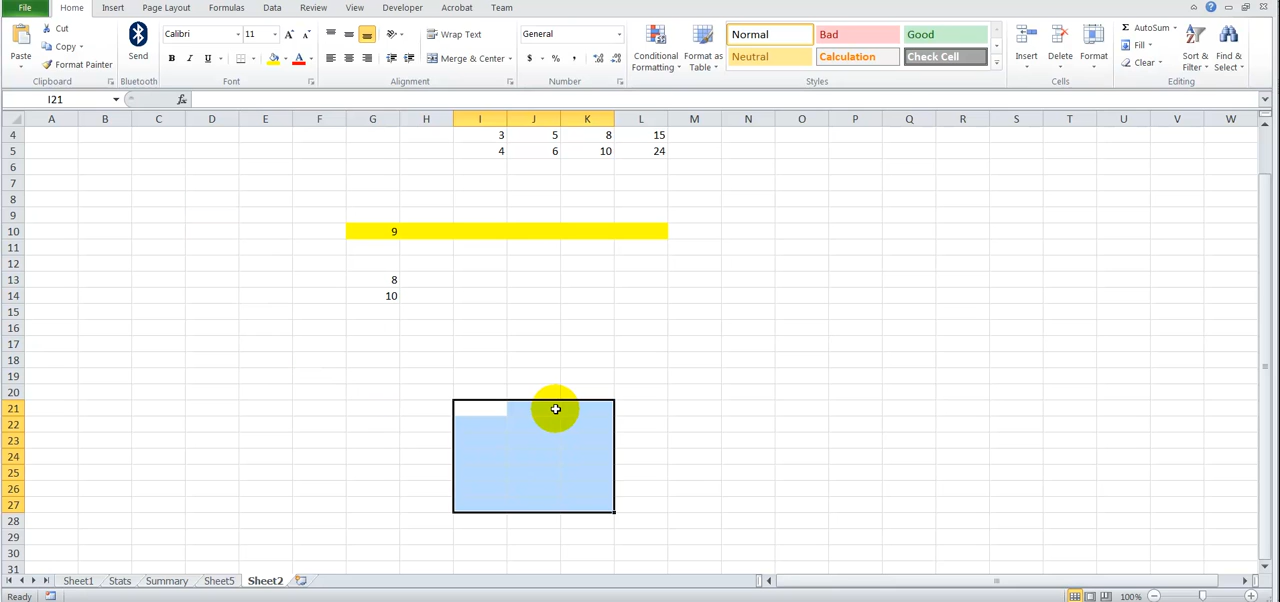 File Home Insert Page Layout Formulas Data Review View Developer Acrobat Team
Cut Calibri 11 Wrap Text General Normal Bad Good AutoSum
Copy Fill
Paste Send Conditional Format as Insert Delete Format Sort & Find &
Format Painter Merge & Center $ % , Formatting Table Neutral Calculation Check Cell Clear Filter Select
Clipboard Bluetooth Font Alignment Number Styles Cells Editing
I21 fx
A B C D E F G H I J K L M N O P Q R S T U V W
4 3 5 8 15
5 4 6 10 24
6
7
8
9
10 9
11
12
13 8
14 10
15
16
17
18
19
20
21
22
23
24
25
26
27
28
29
30
31
Sheet1 Stats Summary Sheet5 Sheet2
Ready 100%